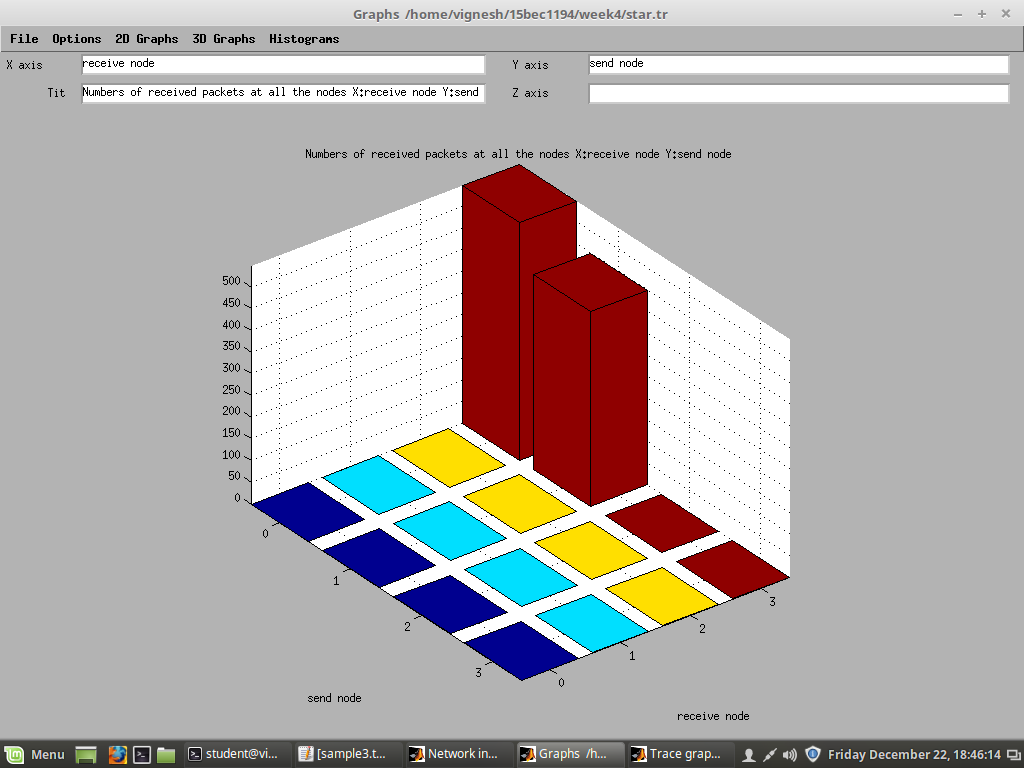 Graphs /home/vignesh/15bec1194/week4/star.tr
File Options 2D Graphs 3D Graphs Histograms
X axis receive node Y axis send node
Tit Numbers of received packets at all the nodes X:receive node Y:send Z axis
Numbers of received packets at all the nodes X:receive node Y:send node
500
450
400
350
300
250
200
150
100
50
0
0
1
2
3
send node
0
1
2
3
receive node
Menu student@vi... [sample3.t... Network in... Graphs /h... Trace grap... Friday December 22, 18:46:14